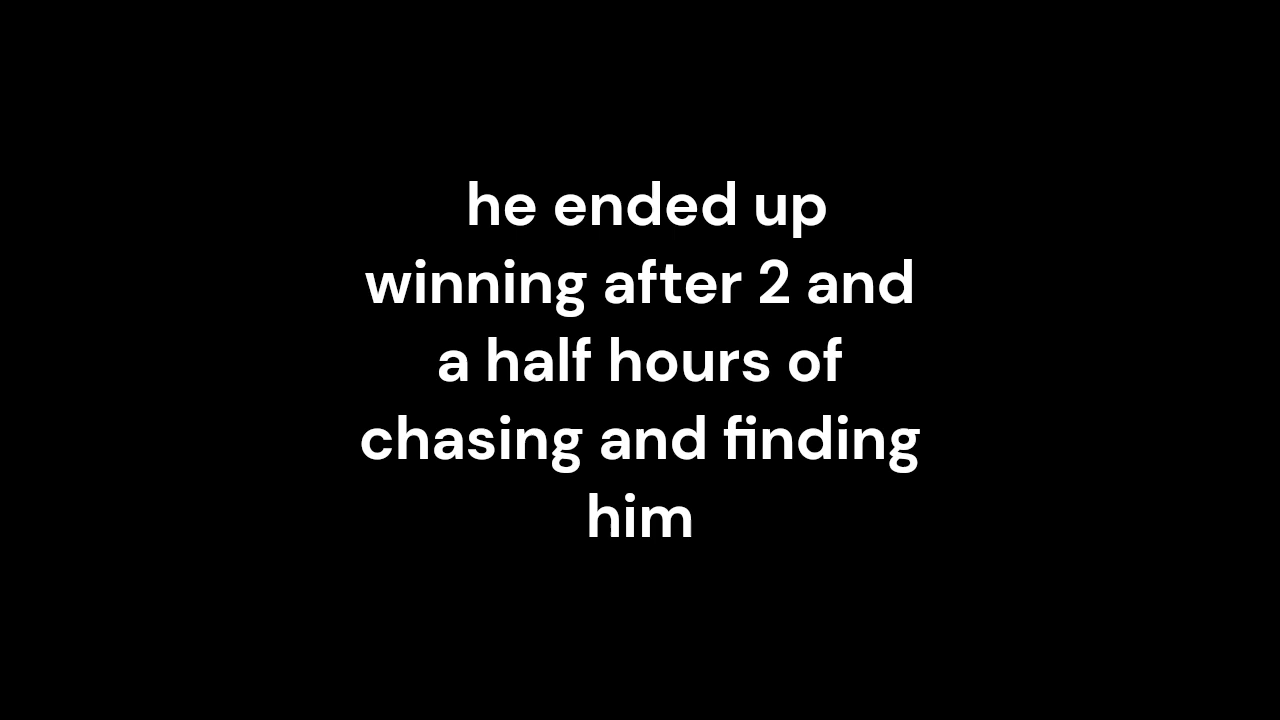 he ended up
winning after 2 and
a half hours of
chasing and finding
him